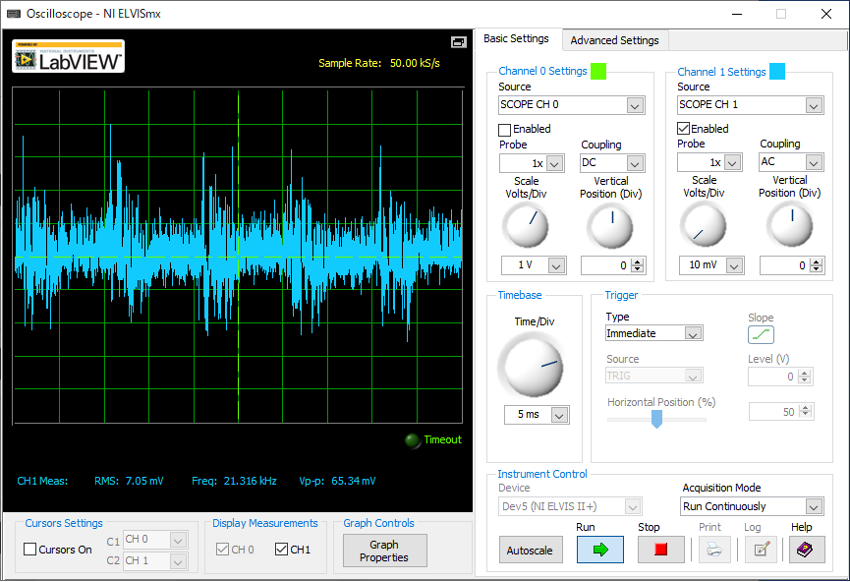 Oscilloscope - NI ELVISmx
LabVIEW™
Sample Rate: 50.00 kS/s
CH1 Meas: RMS: 7.05 mV Freq: 21.316 kHz Vp-p: 65.34 mV
Timeout
Cursors Settings
Cursors On
C1 CH 0
C2 CH 1
Display Measurements
CH 0 CH1
Graph Controls
Graph
Properties
Basic Settings Advanced Settings
Channel 0 Settings
Source
SCOPE CH 0
Enabled
Probe Coupling
1x DC
Scale
Volts/Div
Vertical
Position (Div)
1 V 0
Channel 1 Settings
Source
SCOPE CH 1
Enabled
Probe Coupling
1x AC
Scale
Volts/Div
Vertical
Position (Div)
10 mV 0
Timebase
Time/Div
5 ms
Trigger
Type
Immediate
Slope
Source
TRIG
Level (V)
0
Horizontal Position (%)
50
Instrument Control
Device
Dev5 (NI ELVIS II+)
Acquisition Mode
Run Continuously
Run Stop Print Log Help
Autoscale